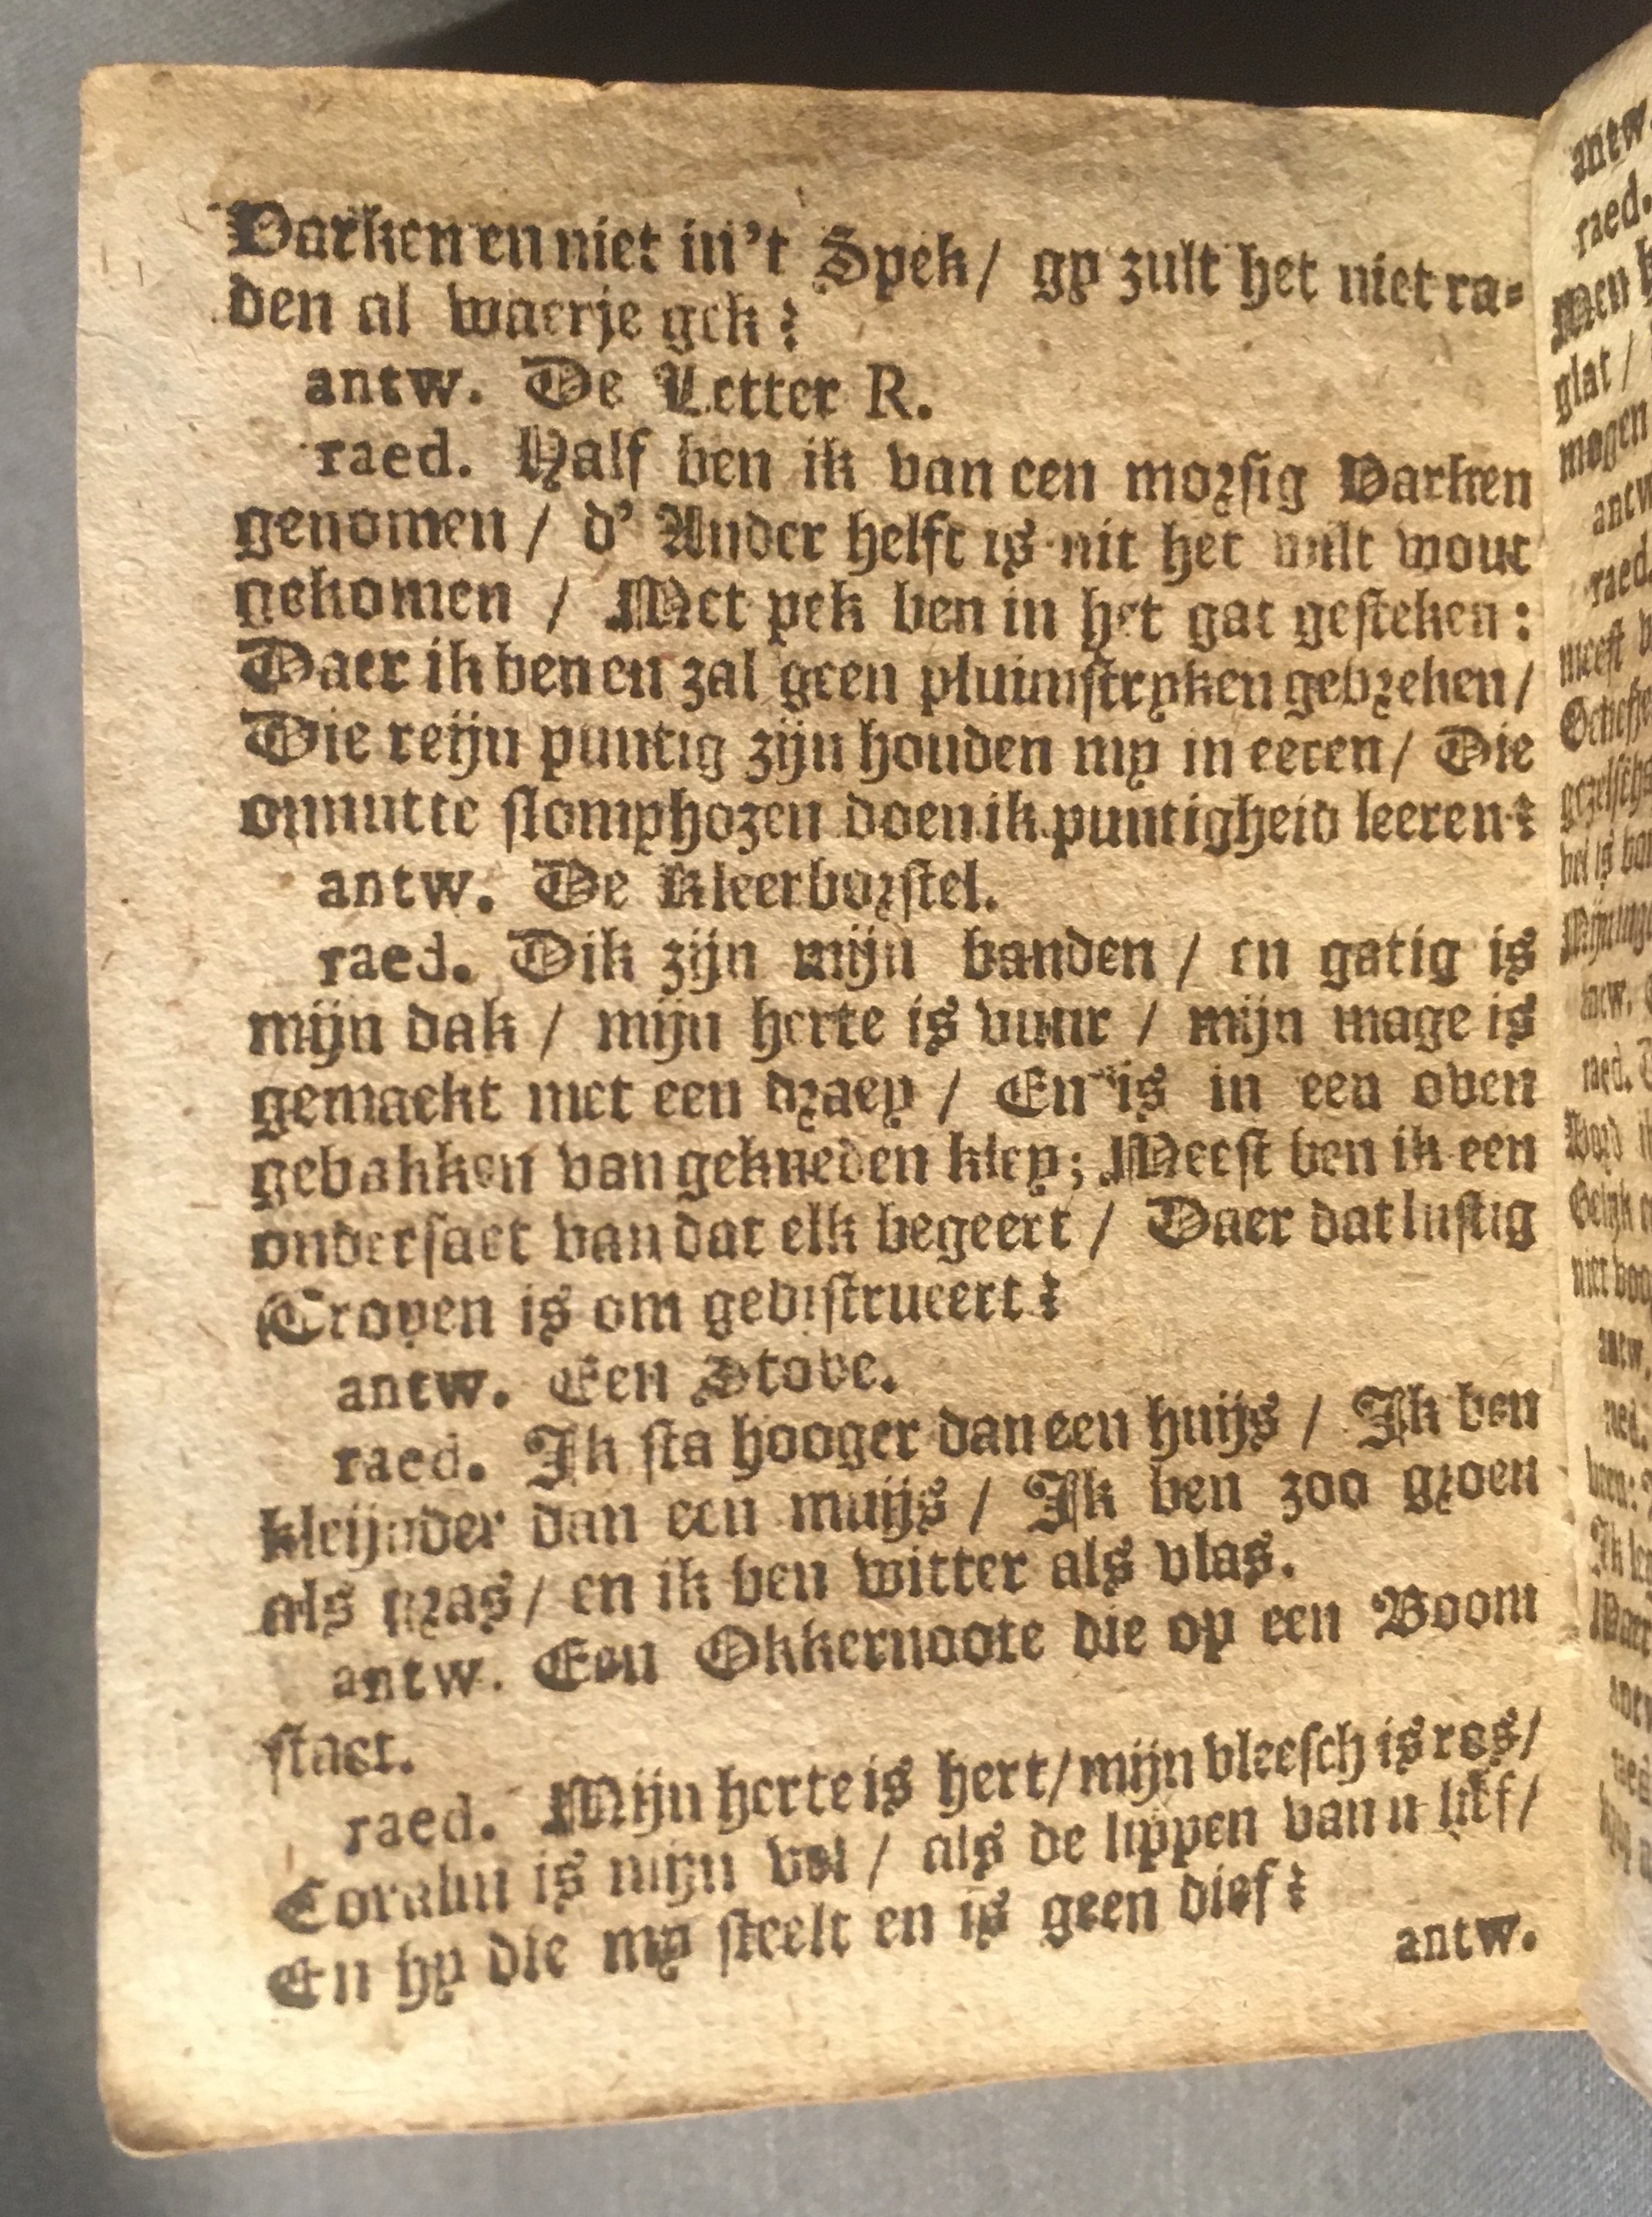 Varken en niet in't Spek / gy zult het niet ra-
den al waerje gek?
antw. De Letter R.
raed. Half ben ik van een morsig Varken
genomen / d' Ander helft is uit het wilt wout
gekomen / Met pek ben in het gat gesteken:
Daer ik ben en zal geen pluimstryken gebreken /
Die reijn puntig zijn houden my in eeren / Die
onnutte slomphozen doen ik puntigheid leeren?
antw. De Kleerborstel.
raed. Dik zijn mijn banden / en gatig is
mijn dak / mijn herte is vuur / mijn mage is
gemaekt met een draey / En is in een oven
gebakken van gekneden kley; Meest ben ik een
ondersaet van dat elk begeert / Daer dat lustig
Troyen is om gedistrueert?
antw. Een Stove.
raed. Ik sta hooger dan een huijs / Ik ben
kleijnder dan een muijs / Ik ben zoo groen
als gras / en ik ben witter als vlas.
antw. Een Okkernoote die op een Boom
staet.
raed. Mijn herte is hert / mijn vleesch is ros /
Coralyn is mijn vel / als de lippen van u lief /
En hy die my steelt en is geen dief?
antw.